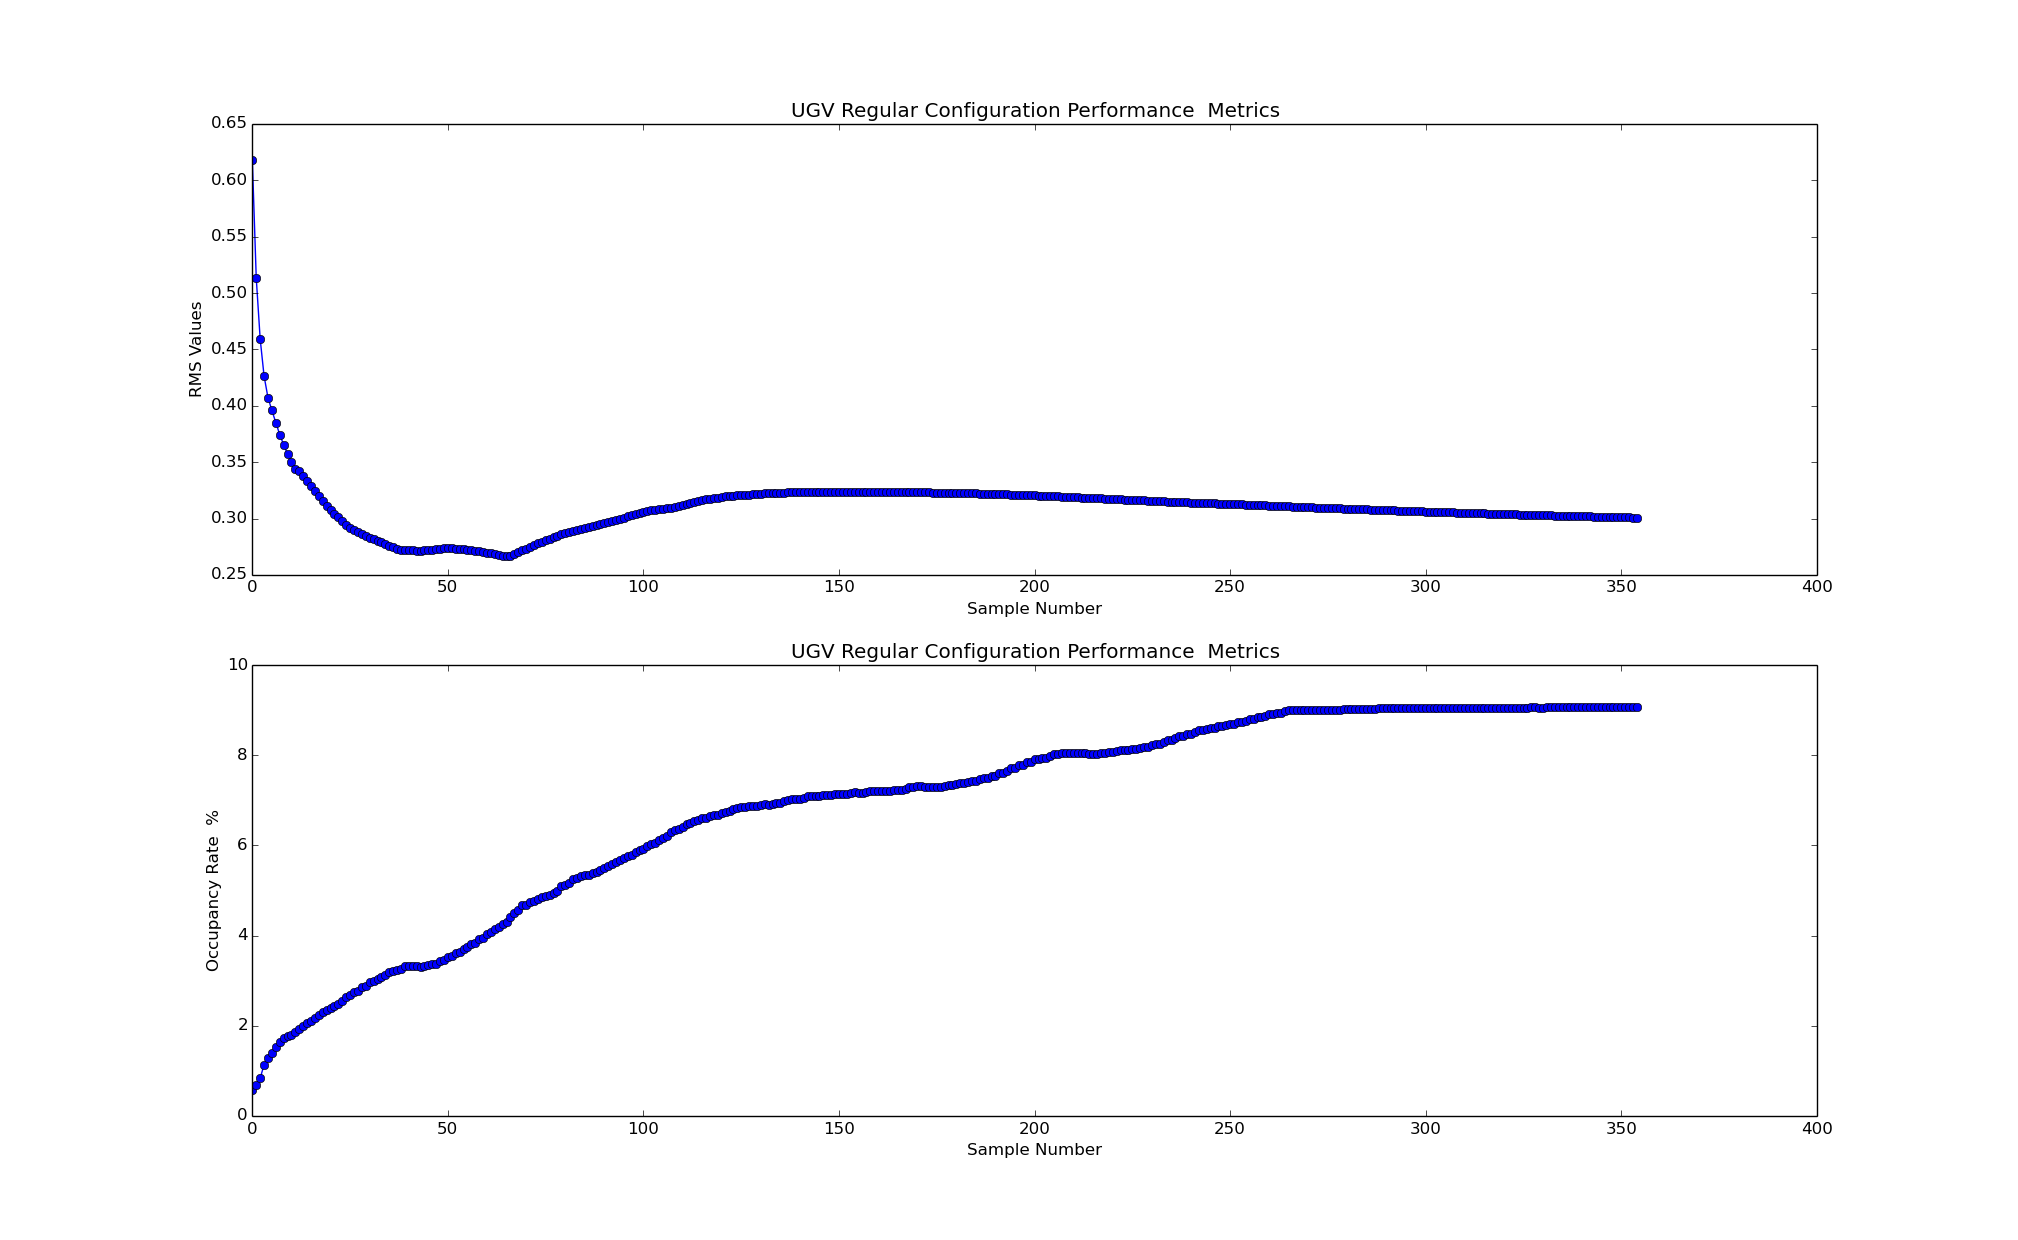 UGV Regular Configuration Performance  Metrics
0.65
0.60
0.55
0.50
0.45
0.40
0.35
0.30
0.25
RMS Values
0 50 100 150 200 250 300 350 400
Sample Number
UGV Regular Configuration Performance  Metrics
10
8
6
4
2
0
Occupancy Rate  %
0 50 100 150 200 250 300 350 400
Sample Number